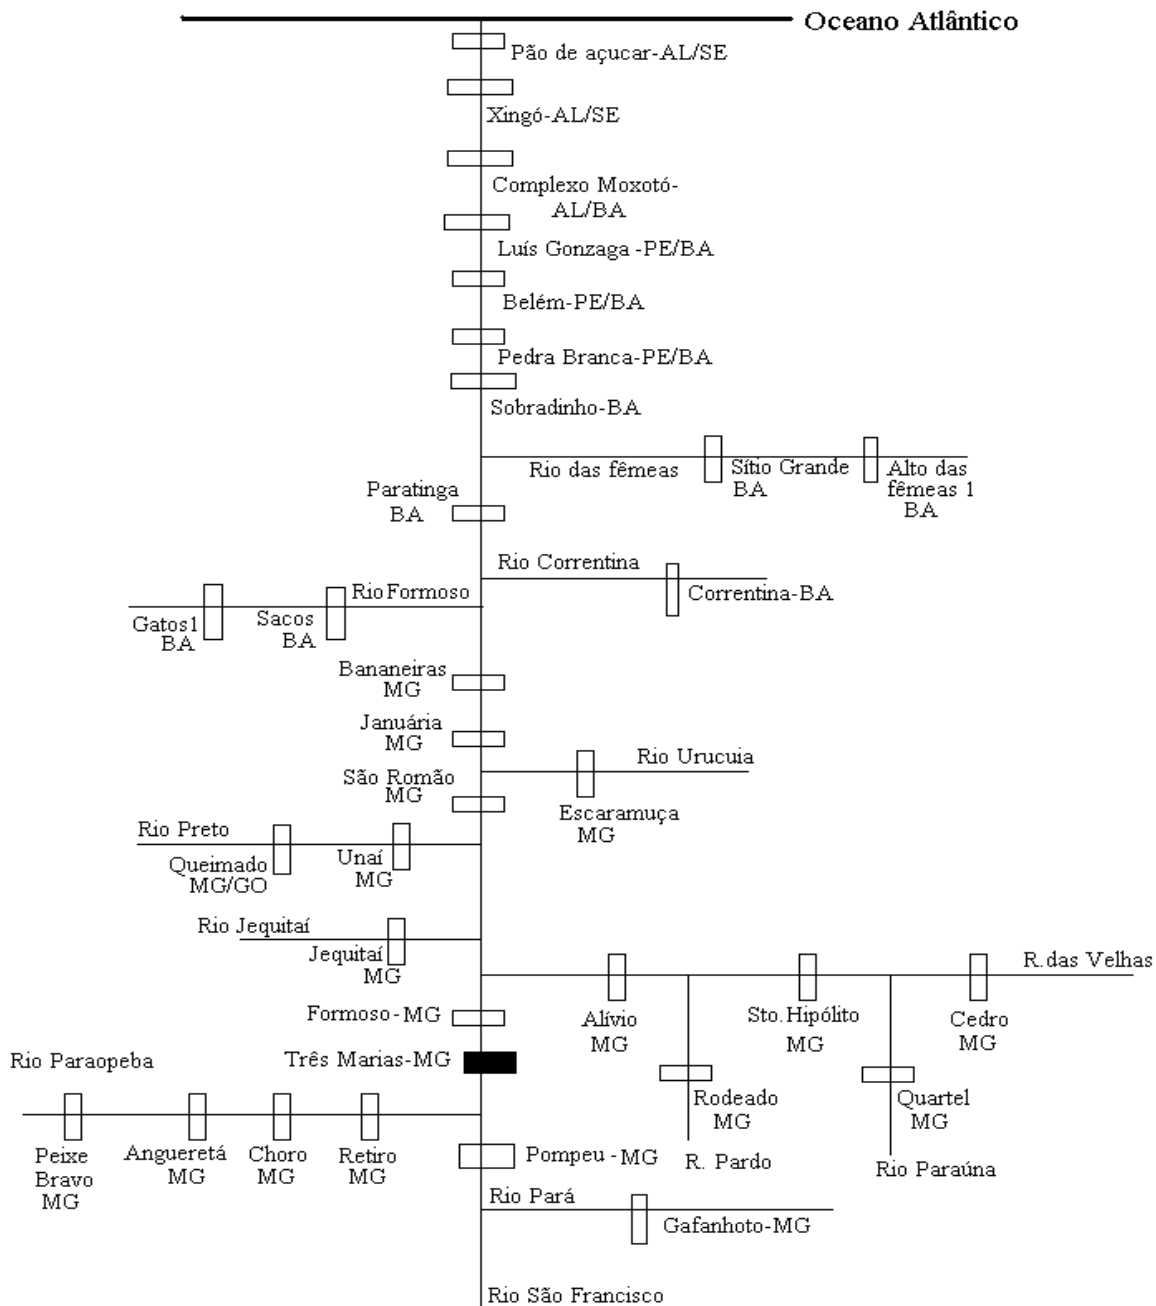 Oceano Atlântico
Pão de açucar-AL/SE
Xingó-AL/SE
Complexo Moxotó-
AL/BA
Luís Gonzaga -PE/BA
Belém-PE/BA
Pedra Branca-PE/BA
Sobradinho-BA
Rio das fêmeas
Sítio Grande
BA
Alto das
fêmeas 1
BA
Paratinga
BA
Rio Correntina
Correntina-BA
Rio Formoso
Gatos1
BA
Sacos
BA
Bananeiras
MG
Januária
MG
Rio Urucuia
São Romão
MG
Escaramuça
MG
Rio Preto
Queimado
MG/GO
Unaí
MG
Rio Jequitaí
Jequitaí
MG
R.das Velhas
Alívio
MG
Sto.Hipólito
MG
Cedro
MG
Formoso-MG
Três Marias-MG
Rio Paraopeba
Rodeado
MG
Quartel
MG
R. Pardo
Rio Paraúna
Peixe
Bravo
MG
Angueretá
MG
Choro
MG
Retiro
MG
Pompeu -MG
Rio Pará
Gafanhoto-MG
Rio São Francisco